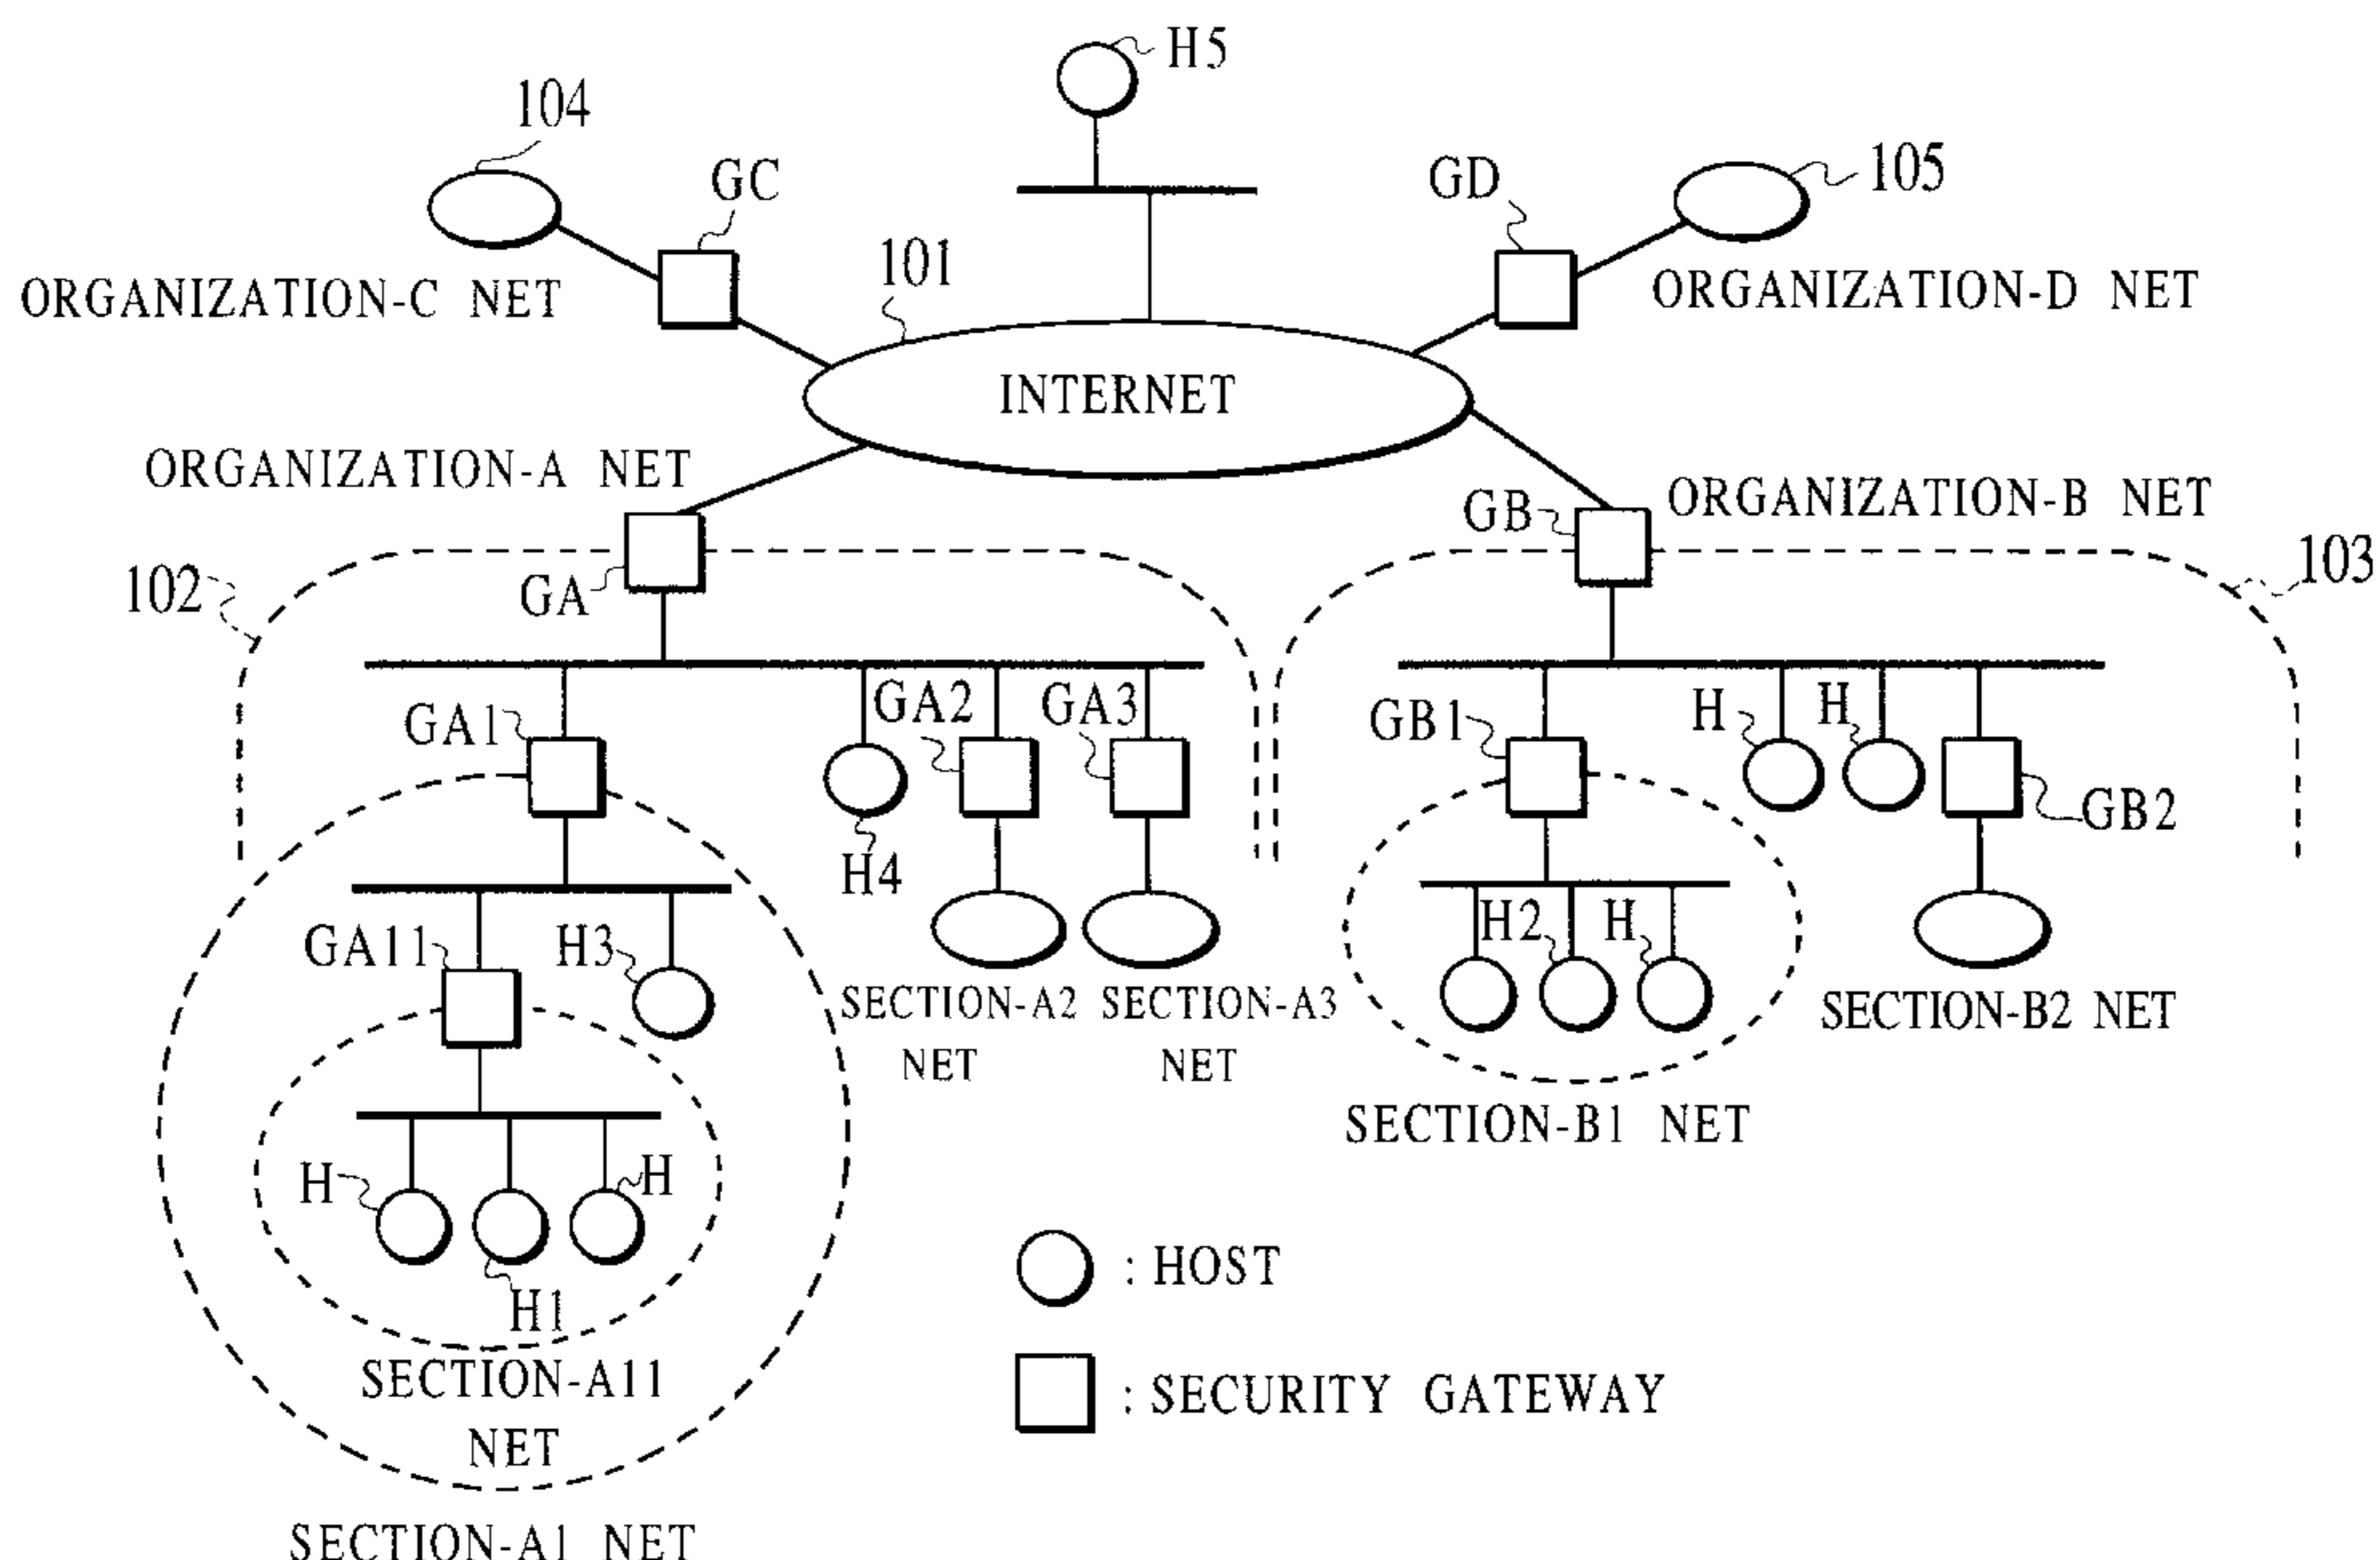 H5
104
GC
GD
105
101
ORGANIZATION-C NET
ORGANIZATION-D NET
INTERNET
ORGANIZATION-A NET
ORGANIZATION-B NET
GB
102
GA
103
GA1
GA2
GA3
GB1
H
H
GB2
H4
GA11
H3
H2
H
SECTION-A2
NET
SECTION-A3
NET
SECTION-B2 NET
SECTION-B1 NET
H
H
H1
: HOST
SECTION-A11
NET
: SECURITY GATEWAY
SECTION-A1 NET